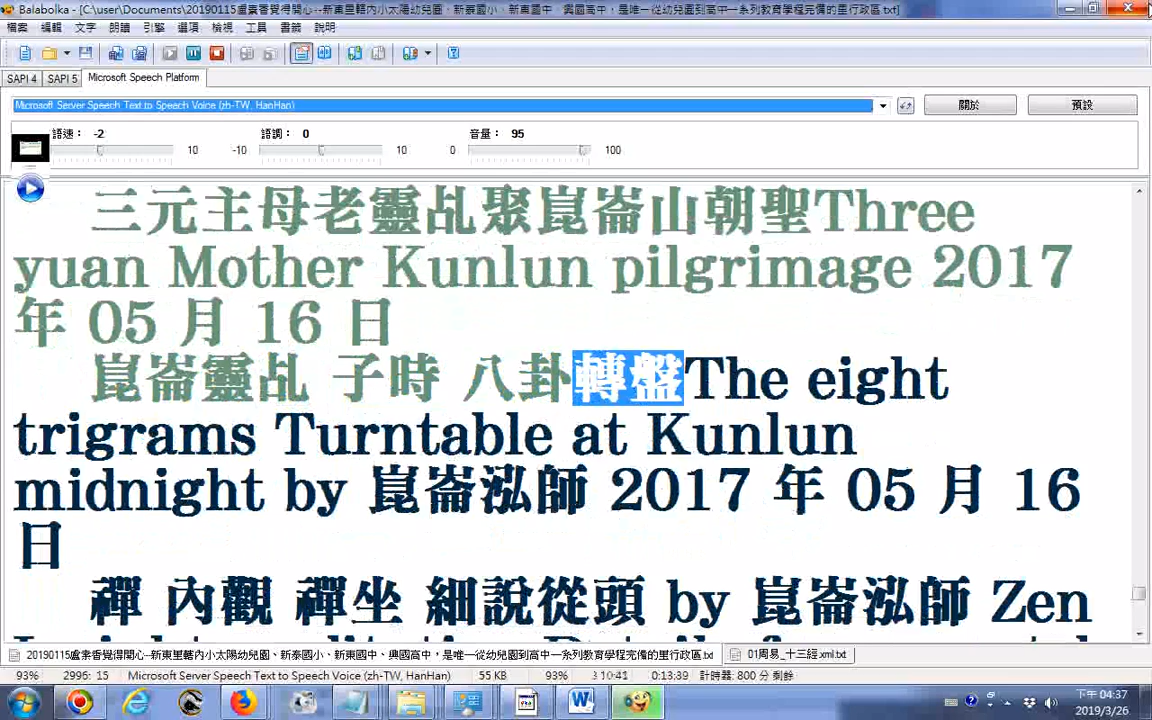 Balabolka - [C:\user\Documents\20190115盧素香覺得開心--新東里轄內小太陽幼兒園、新泰國小、新東國中、興國高中，是唯一從幼兒園到高中一系列教育學程完備的里行政區.txt]
檔案 編輯 文字 朗讀 引擎 選項 檢視 工具 書籤 說明
SAPI 4 SAPI 5 Microsoft Speech Platform
Microsoft Server Speech Text to Speech Voice (zh-TW, HanHan) 關於 預設
語速： -2 語調： 0 音量： 95
10 -10 10 0 100
三元主母老靈乩聚崑崙山朝聖Three
yuan Mother Kunlun pilgrimage 2017
年 05 月 16 日
崑崙靈乩 子時 八卦轉盤The eight
trigrams Turntable at Kunlun
midnight by 崑崙泓師 2017 年 05 月 16
日
禪 內觀 禪坐 細說從頭 by 崑崙泓師 Zen
20190115盧素香覺得開心--新東里轄內小太陽幼兒園、新泰國小、新東國中、興國高中，是唯一從幼兒園到高中一系列教育學程完備的里行政區.txt 01周易_十三經.xml.txt
93% 2996: 15 Microsoft Server Speech Text to Speech Voice (zh-TW, HanHan) 55 KB 93% 3 10:41 0:13:39 計時器: 800 分 剩餘
下午 04:37
2019/3/26